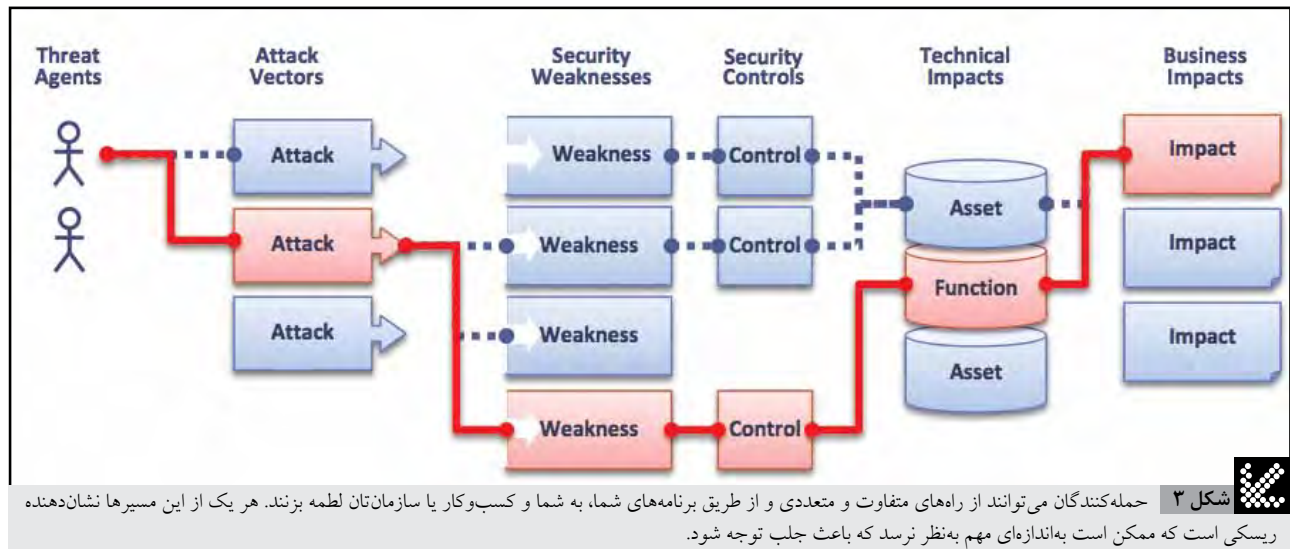 Threat Agents
Attack Vectors
Security Weaknesses
Security Controls
Technical Impacts
Business Impacts
Attack
Weakness
Control
Impact
Asset
Attack
Weakness
Control
Impact
Function
Attack
Weakness
Impact
Asset
Weakness
Control
شکل ۳ حمله‌کنندگان می‌توانند از راه‌های متفاوت و متعددی و از طریق برنامه‌های شما، به شما و کسب‌وکار یا سازمان‌تان لطمه بزنند. هر یک از این مسیرها نشان‌دهنده
ریسکی است که ممکن است به‌اندازه‌ای مهم به‌نظر نرسد که باعث جلب توجه شود.